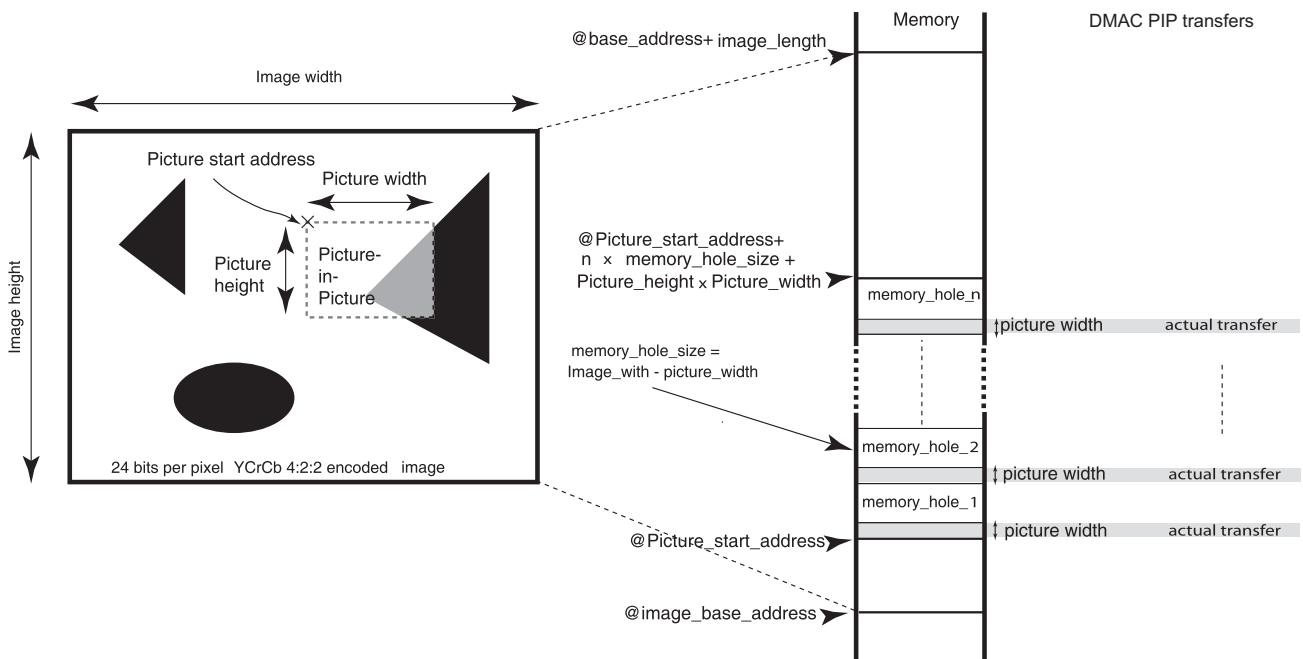 Memory
DMAC PIP transfers
@base_address+ image_length
Image width
Picture start address
Picture width
Picture
height
Picture-
in-
Picture
Image height
24 bits per pixel YCrCb 4:2:2 encoded image
@Picture_start_address+
n x memory_hole_size +
Picture_height x Picture_width
memory_hole_n
picture width
actual transfer
memory_hole_size =
Image_with - picture_width
memory_hole_2
picture width
actual transfer
memory_hole_1
picture width
actual transfer
@Picture_start_address
@image_base_address